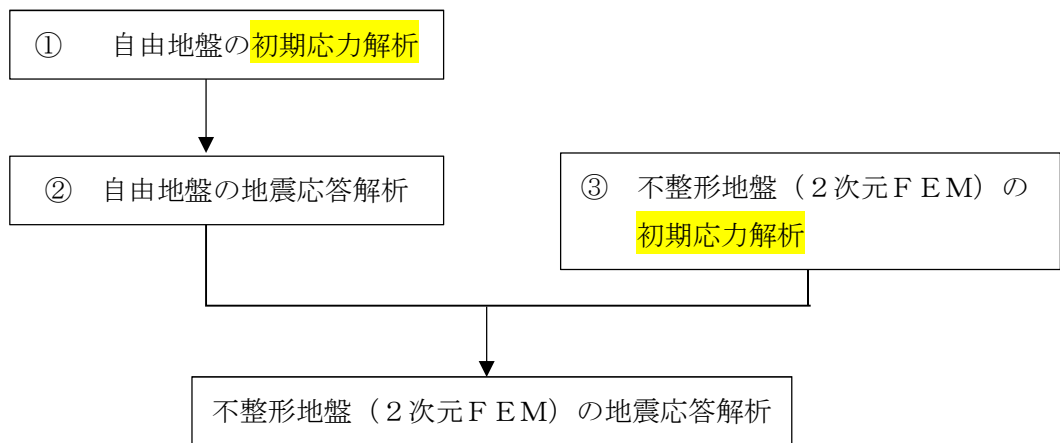 ① 自由地盤の初期応力解析
② 自由地盤の地震応答解析
③ 不整形地盤（２次元ＦＥＭ）の
初期応力解析
不整形地盤（２次元ＦＥＭ）の地震応答解析